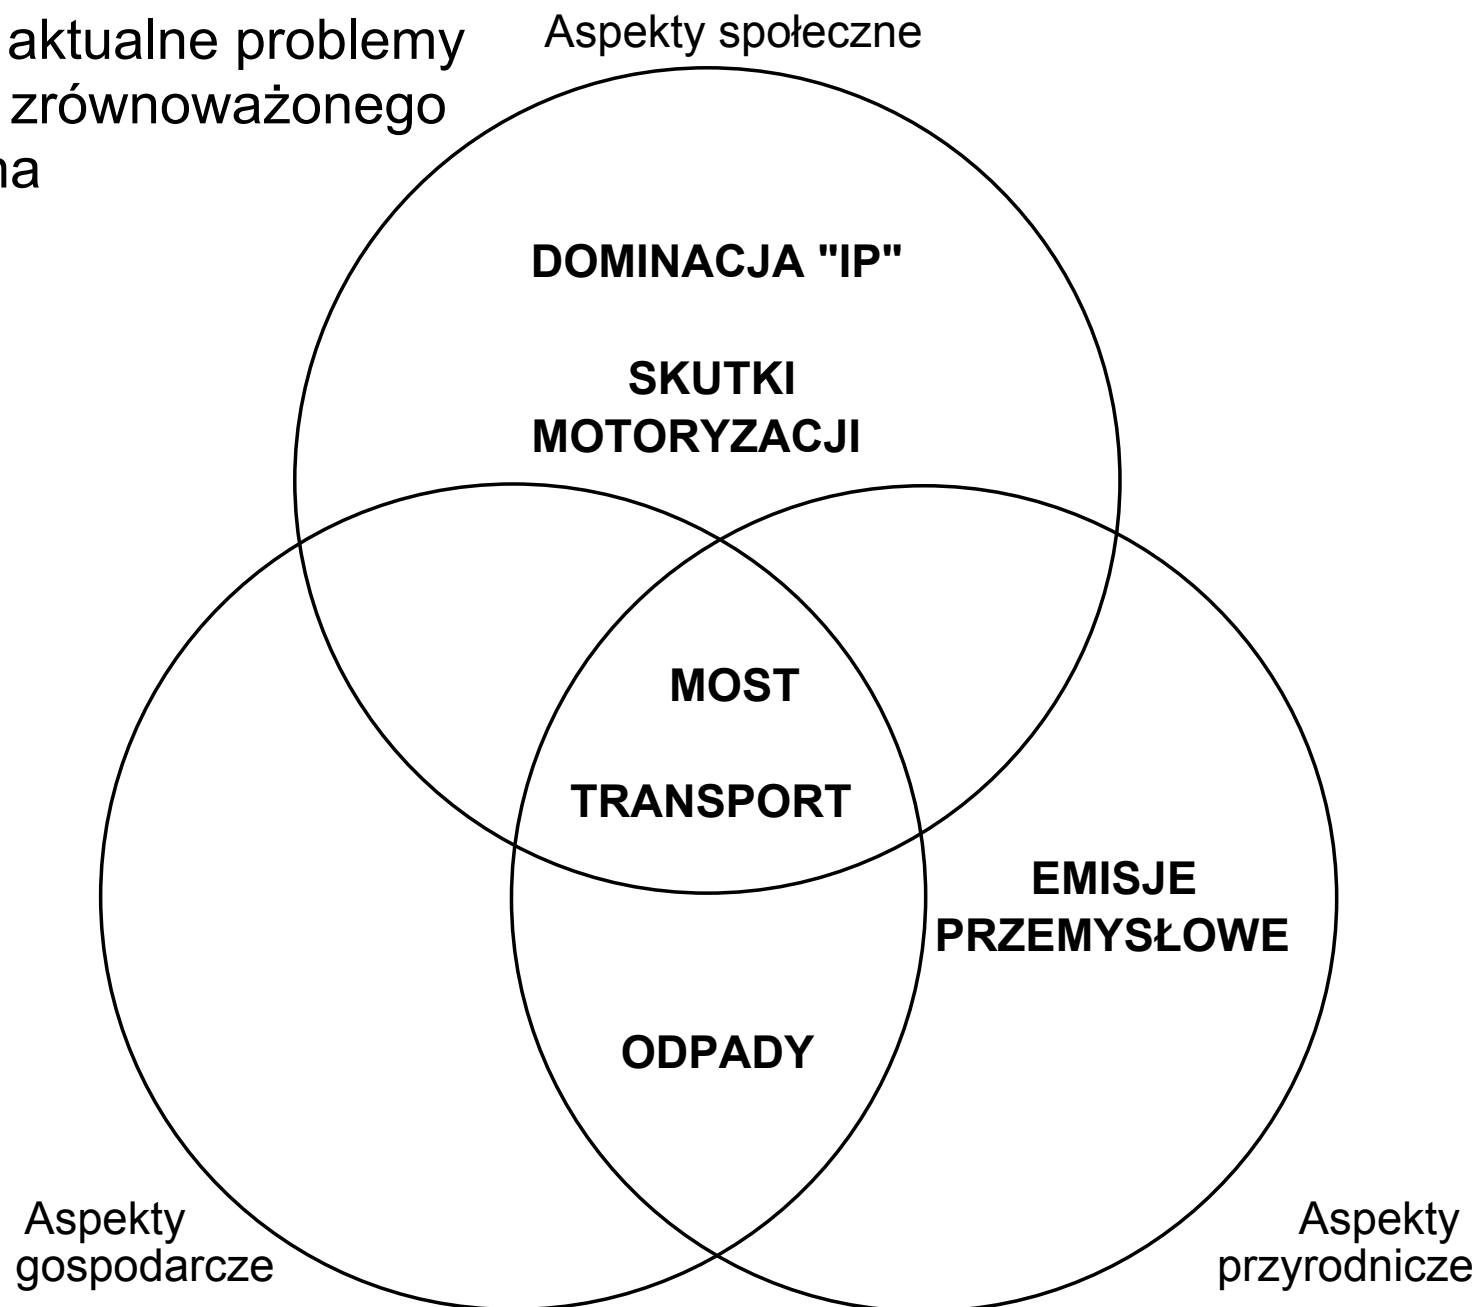 aktualne problemy
zrównoważonego
na
Aspekty społeczne
DOMINACJA "IP"
SKUTKI
MOTORYZACJI
MOST
TRANSPORT
EMISJE
PRZEMYSŁOWE
ODPADY
Aspekty
gospodarcze
Aspekty
przyrodnicze